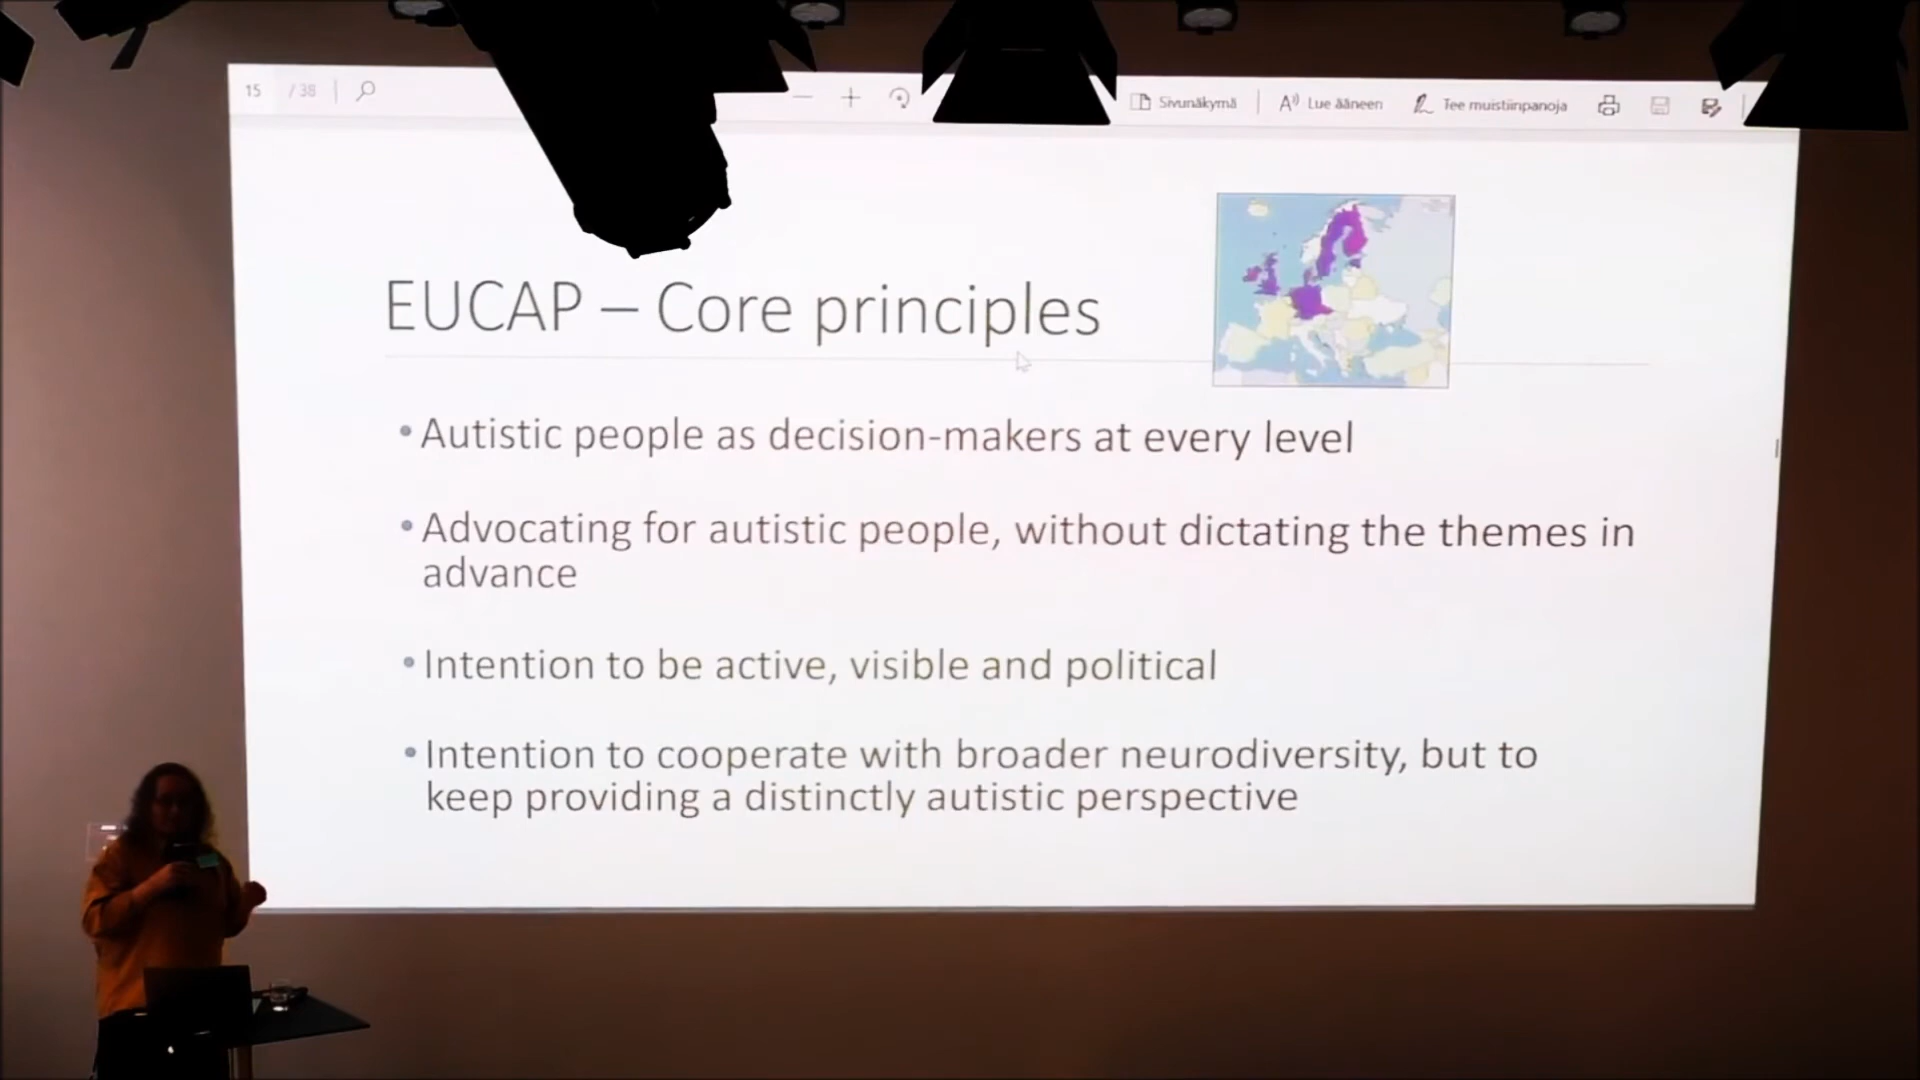 15 / 38 Sivunäkymä Lue ääneen Tee muistiinpanoja
EUCAP – Core principles
•Autistic people as decision-makers at every level
•Advocating for autistic people, without dictating the themes in
advance
•Intention to be active, visible and political
•Intention to cooperate with broader neurodiversity, but to
keep providing a distinctly autistic perspective